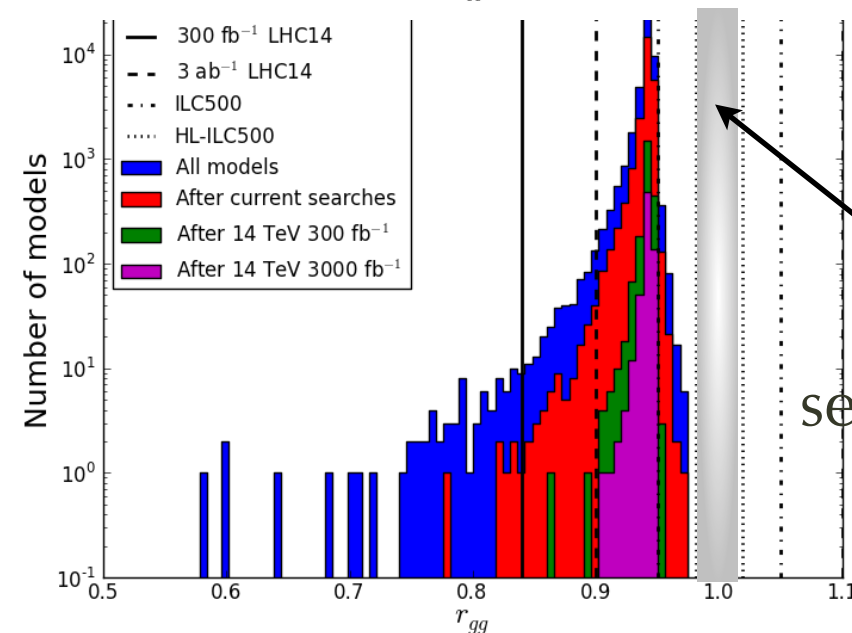 300 fb⁻¹ LHC14
3 ab⁻¹ LHC14
ILC500
HL-ILC500
All models
After current searches
After 14 TeV 300 fb⁻¹
After 14 TeV 3000 fb⁻¹
Number of models
10⁴
10³
10²
10¹
10⁰
10⁻¹
se
0.5 0.6 0.7 0.8 0.9 1.0 1.1
r_gg